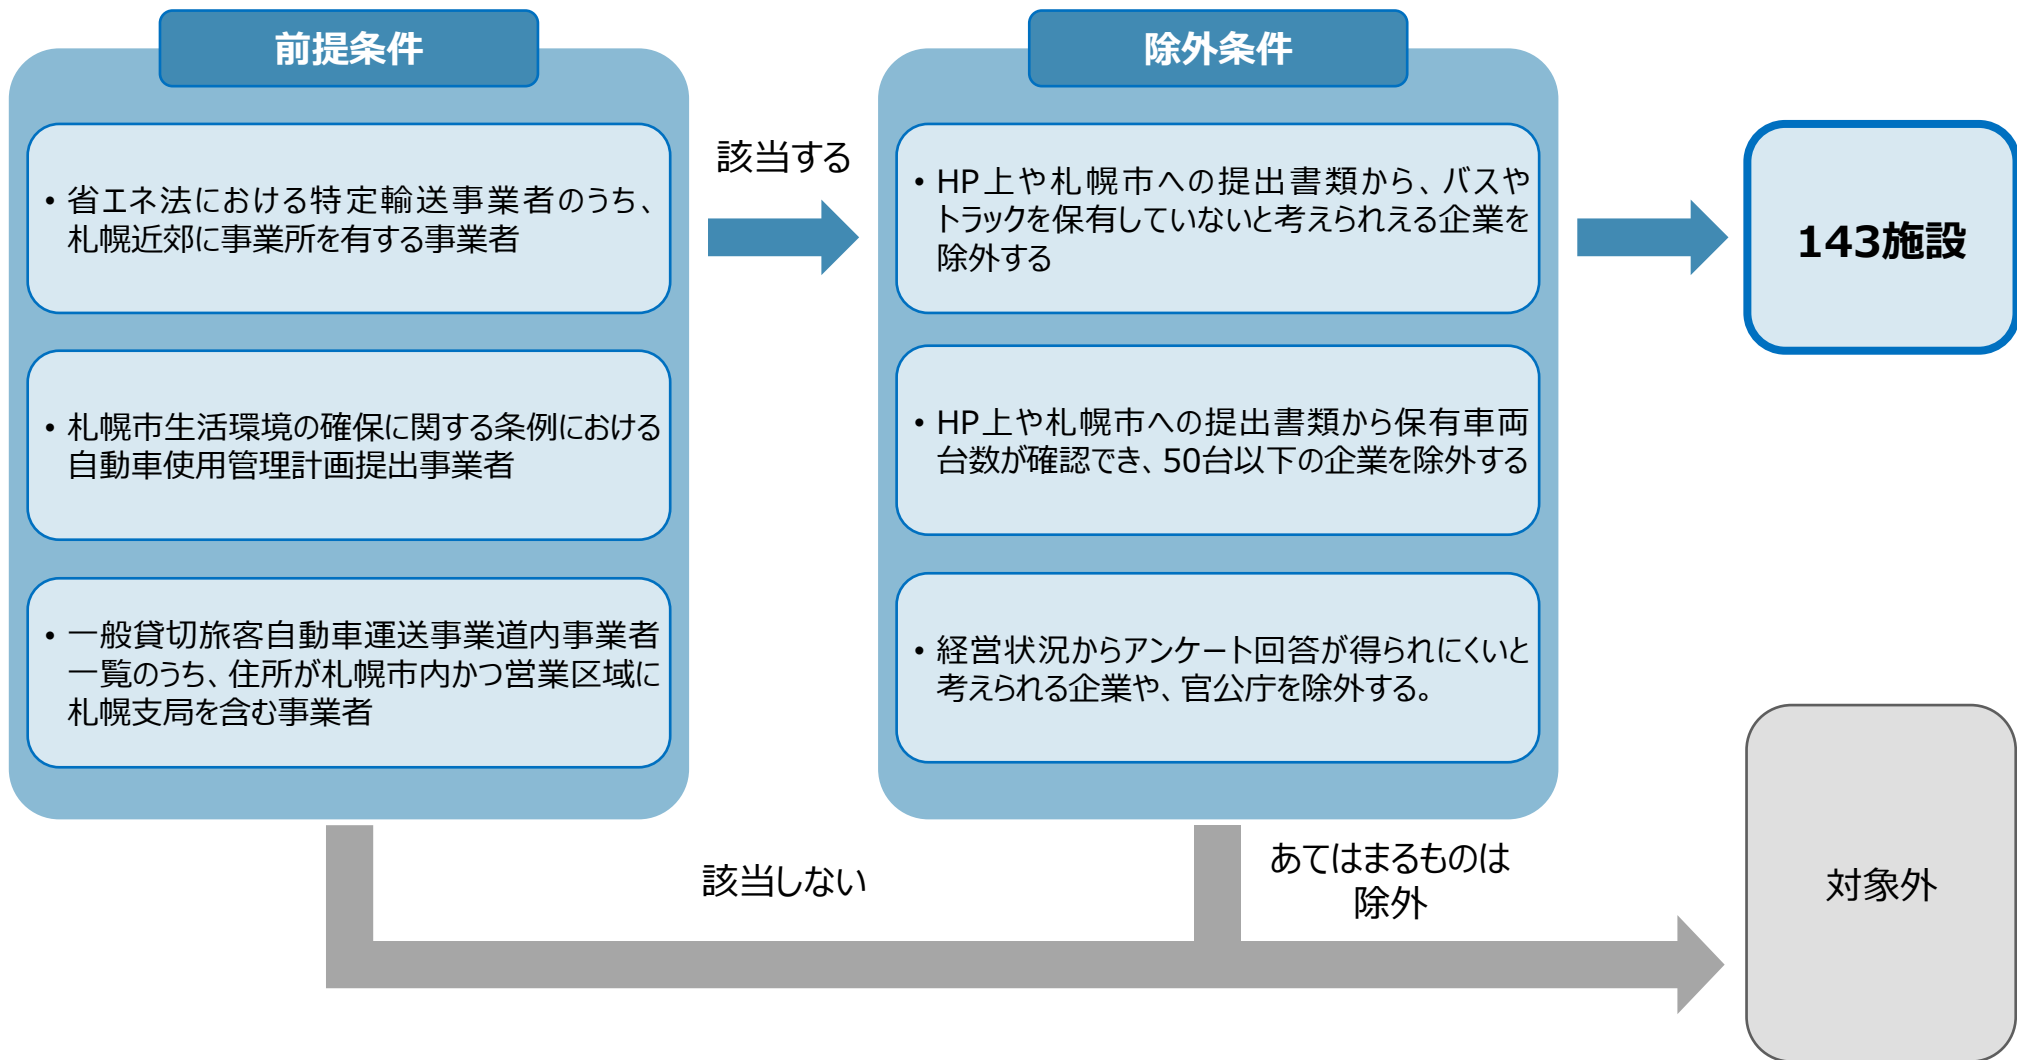 前提条件
• 省エネ法における特定輸送事業者のうち、
札幌近郊に事業所を有する事業者
• 札幌市生活環境の確保に関する条例における
自動車使用管理計画提出事業者
• 一般貸切旅客自動車運送事業道内事業者
一覧のうち、住所が札幌市内かつ営業区域に
札幌支局を含む事業者
該当する
除外条件
• HP上や札幌市への提出書類から、バスや
トラックを保有していないと考えられえる企業を
除外する
• HP上や札幌市への提出書類から保有車両
台数が確認でき、50台以下の企業を除外する
• 経営状況からアンケート回答が得られにくいと
考えられる企業や、官公庁を除外する。
143施設
該当しない
あてはまるものは
除外
対象外